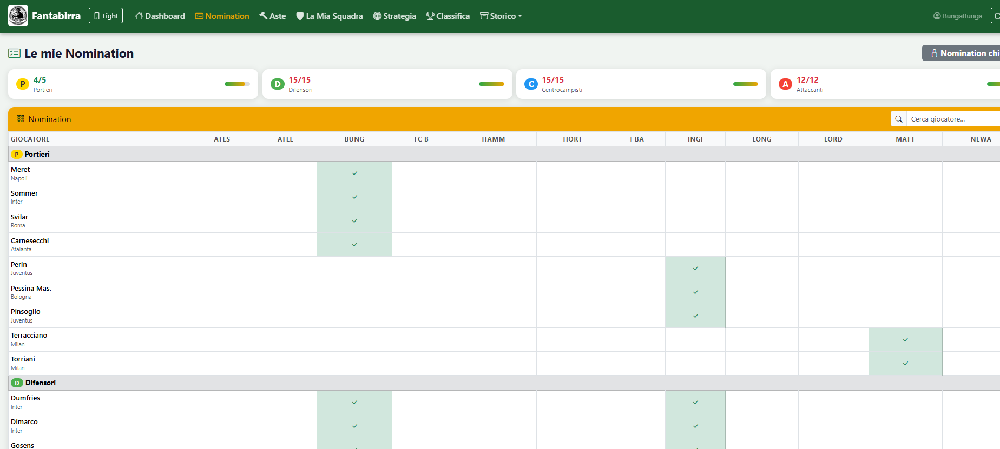 Fantabirra Light Dashboard Nomination Aste La Mia Squadra Strategia Classifica Storico BungaBunga
Le mie Nomination
Nomination chi
P 4/5
Portieri
D 15/15
Difensori
C 15/15
Centrocampisti
A 12/12
Attaccanti
Nomination
Cerca giocatore...
GIOCATORE ATES ATLE BUNG FC B HAMM HORT I BA INGI LONG LORD MATT NEWA
P Portieri
Meret
Napoli
Sommer
Inter
Svilar
Roma
Carnesecchi
Atalanta
Perin
Juventus
Pessina Mas.
Bologna
Pinsoglio
Juventus
Terracciano
Milan
Torriani
Milan
D Difensori
Dumfries
Inter
Dimarco
Inter
Gosens